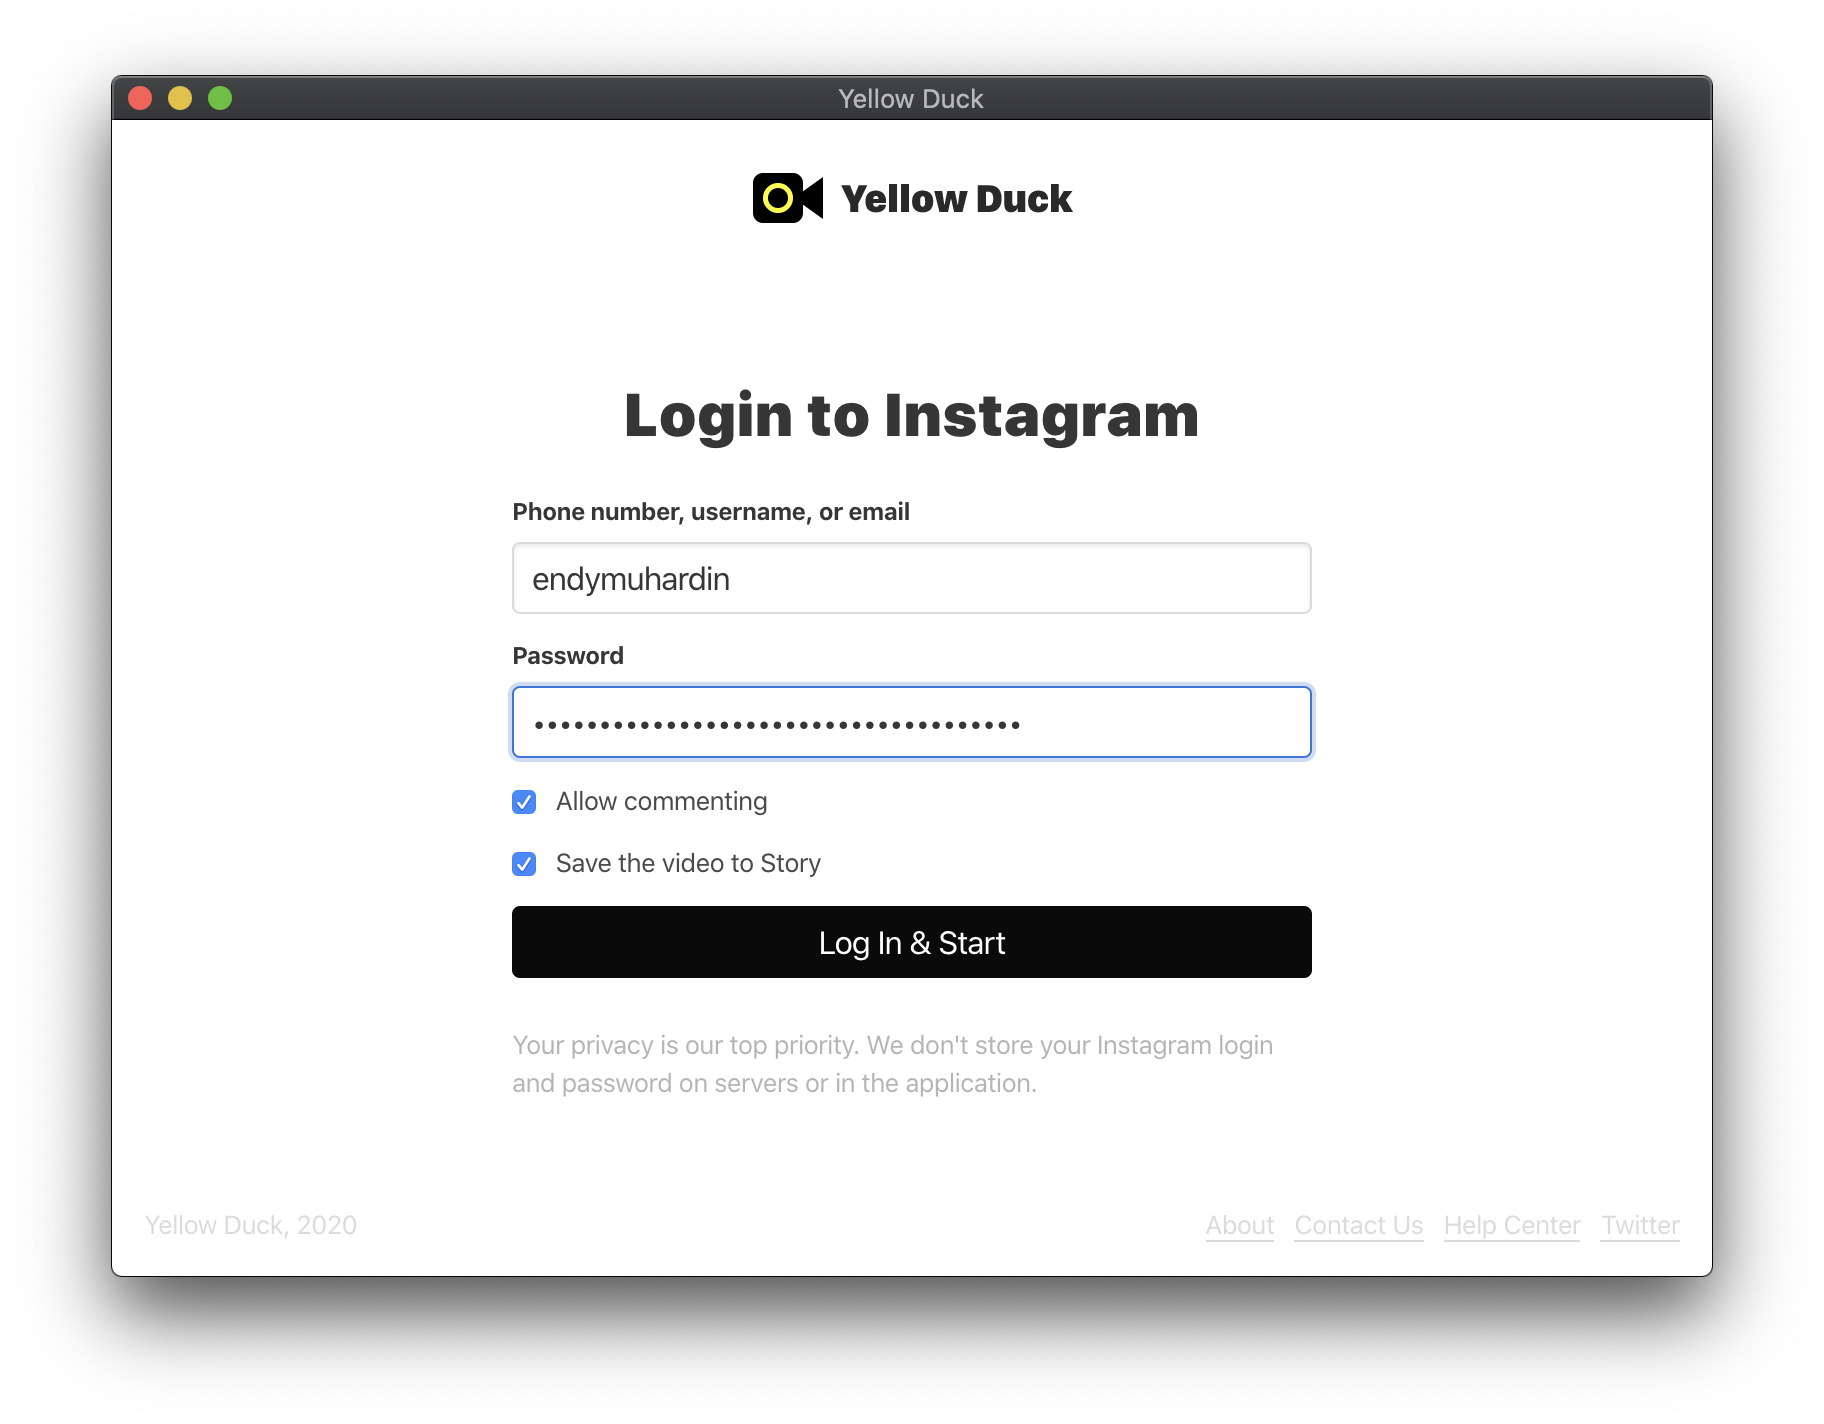 Yellow Duck
Yellow Duck
Login to Instagram
Phone number, username, or email
endymuhardin
Password
•••••••••••••••••••••••••••••••••••••
Allow commenting
Save the video to Story
Log In & Start
Your privacy is our top priority. We don't store your Instagram login
and password on servers or in the application.
Yellow Duck, 2020
About Contact Us Help Center Twitter